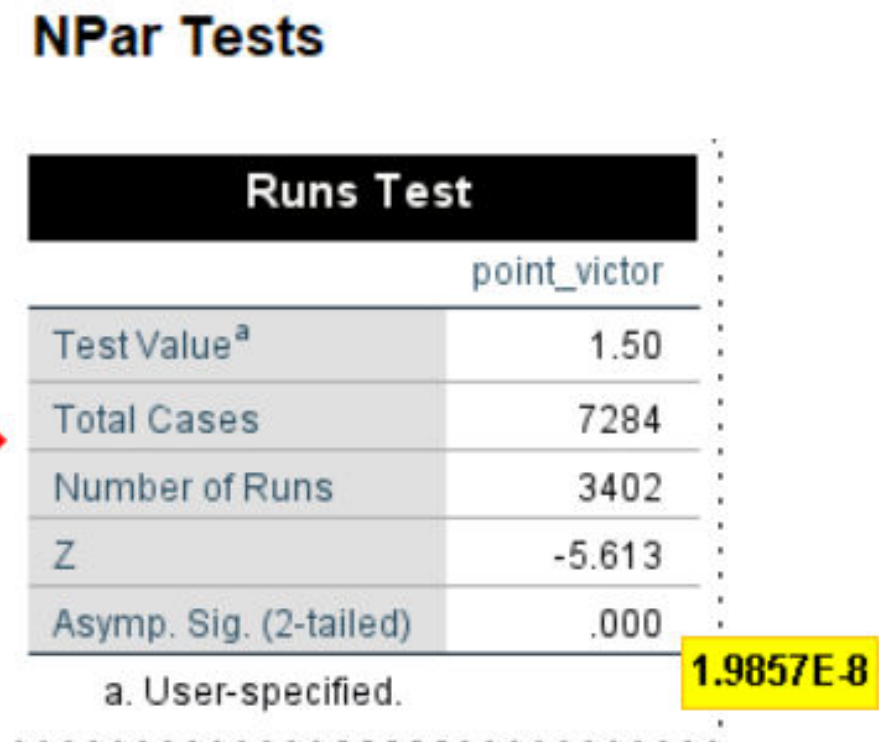 NPar Tests
Runs Test
point_victor
Test Valueᵃ 1.50
Total Cases 7284
Number of Runs 3402
Z -5.613
Asymp. Sig. (2-tailed) .000
1.9857E-8
a. User-specified.